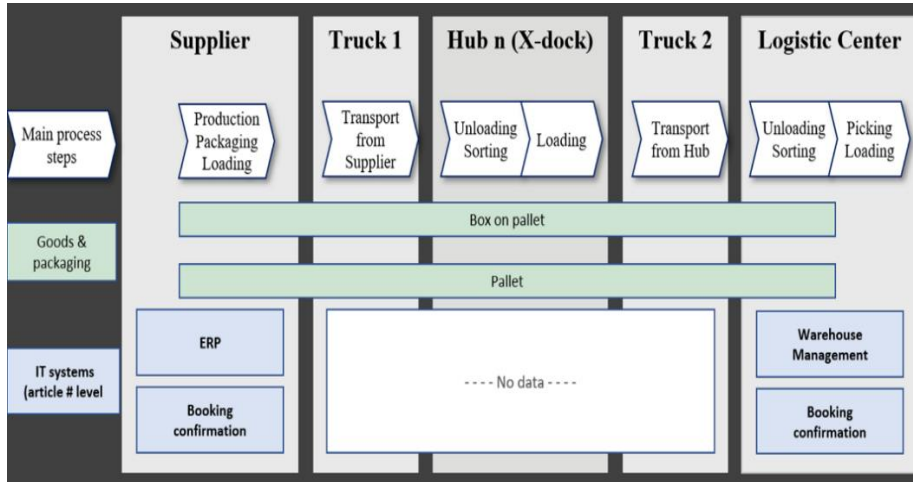 Supplier
Truck 1
Hub n (X-dock)
Truck 2
Logistic Center
Main process
steps
Production
Packaging
Loading
Transport
from
Supplier
Unloading
Sorting
Loading
Transport
from Hub
Unloading
Sorting
Picking
Loading
Goods &
packaging
Box on pallet
Pallet
IT systems
(article # level
ERP
Booking
confirmation
- - - - No data - - - -
Warehouse
Management
Booking
confirmation